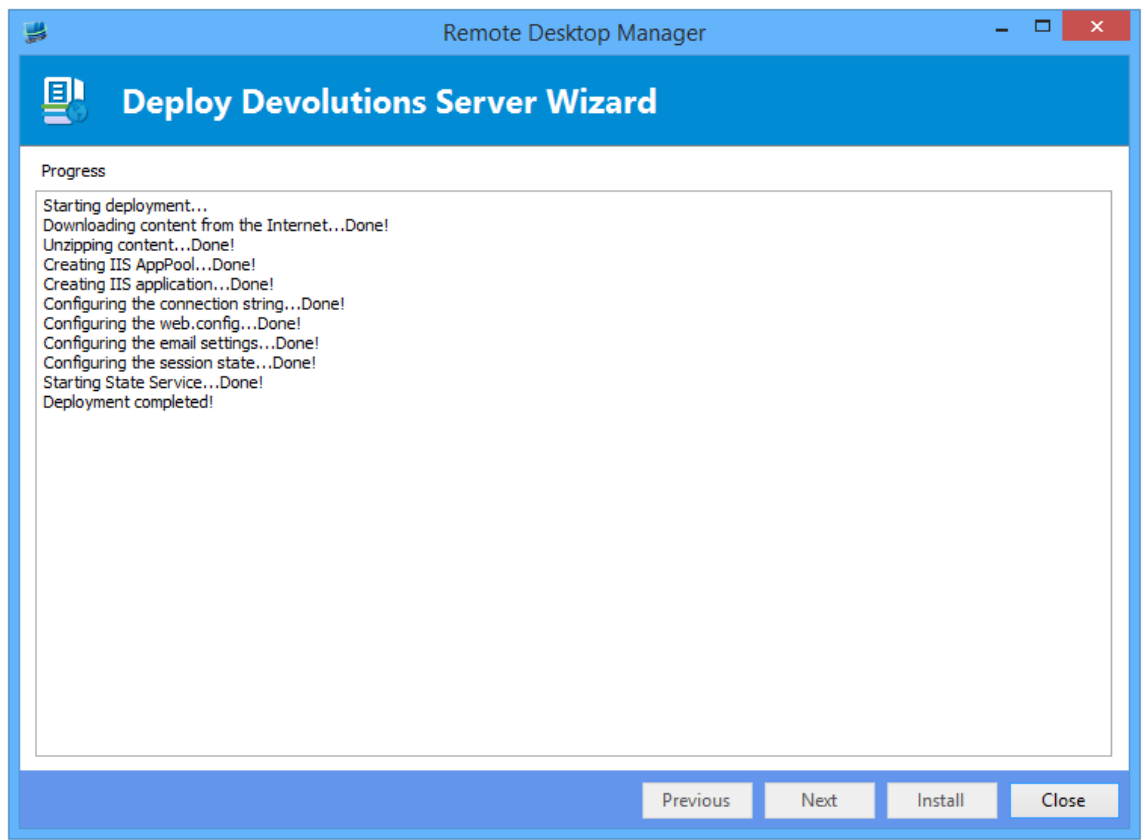 Remote Desktop Manager
Deploy Devolutions Server Wizard
Progress
Starting deployment...
Downloading content from the Internet...Done!
Unzipping content...Done!
Creating IIS AppPool...Done!
Creating IIS application...Done!
Configuring the connection string...Done!
Configuring the web.config...Done!
Configuring the email settings...Done!
Configuring the session state...Done!
Starting State Service...Done!
Deployment completed!
Previous Next Install Close